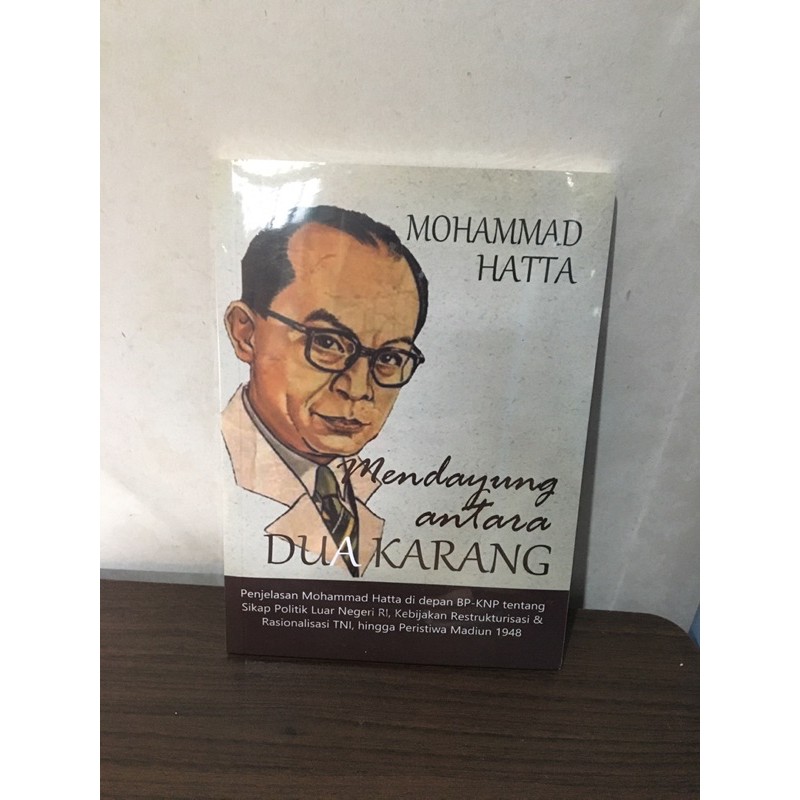 MOHAMMAD
HATTA
Mendayung
antara
DUA KARANG
Penjelasan Mohammad Hatta di depan BP-KNP tentang
Sikap Politik Luar Negeri RI, Kebijakan Restrukturisasi &
Rasionalisasi TNI, hingga Peristiwa Madiun 1948